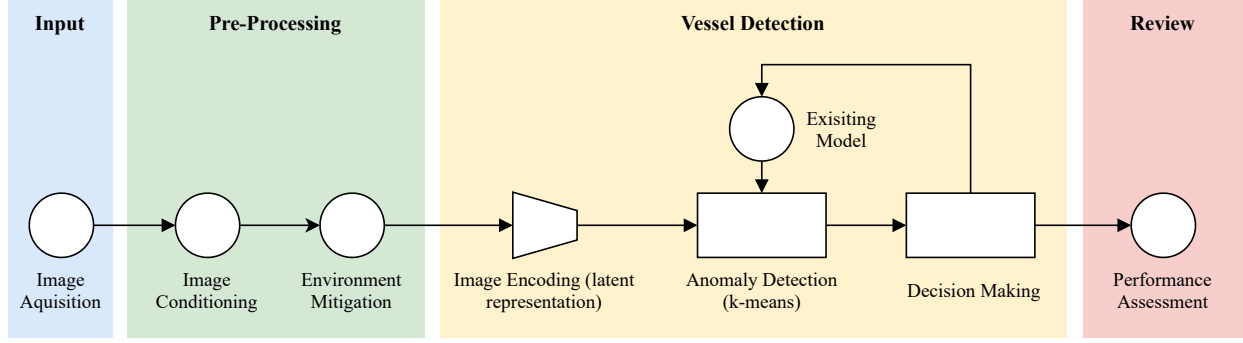 Input
Pre-Processing
Vessel Detection
Review
Exisiting
Model
Image
Aquisition
Image
Conditioning
Environment
Mitigation
Image Encoding (latent
representation)
Anomaly Detection
(k-means)
Decision Making
Performance
Assessment